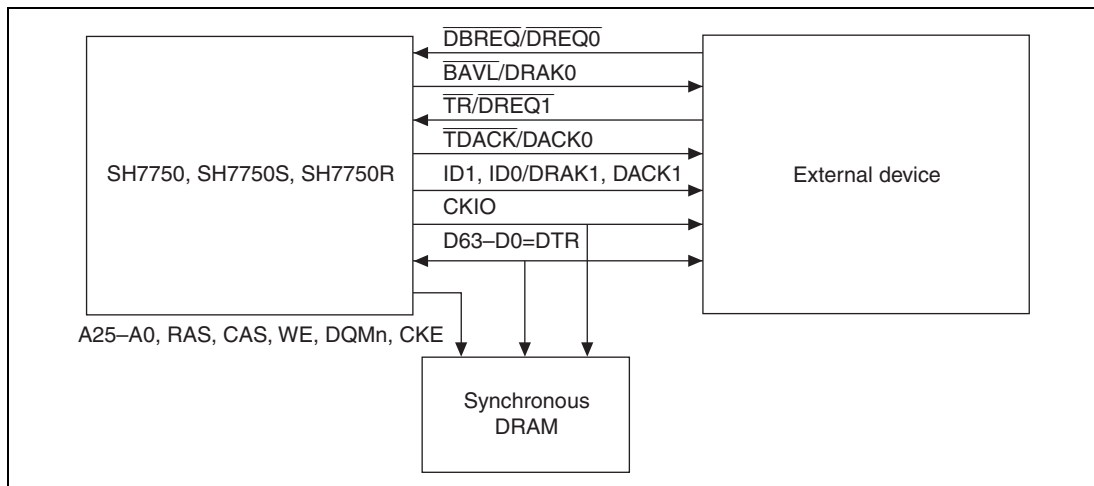 DBREQ/DREQ0
BAVL/DRAK0
TR/DREQ1
TDACK/DACK0
SH7750, SH7750S, SH7750R
ID1, ID0/DRAK1, DACK1
External device
CKIO
D63–D0=DTR
A25–A0, RAS, CAS, WE, DQMn, CKE
Synchronous
DRAM